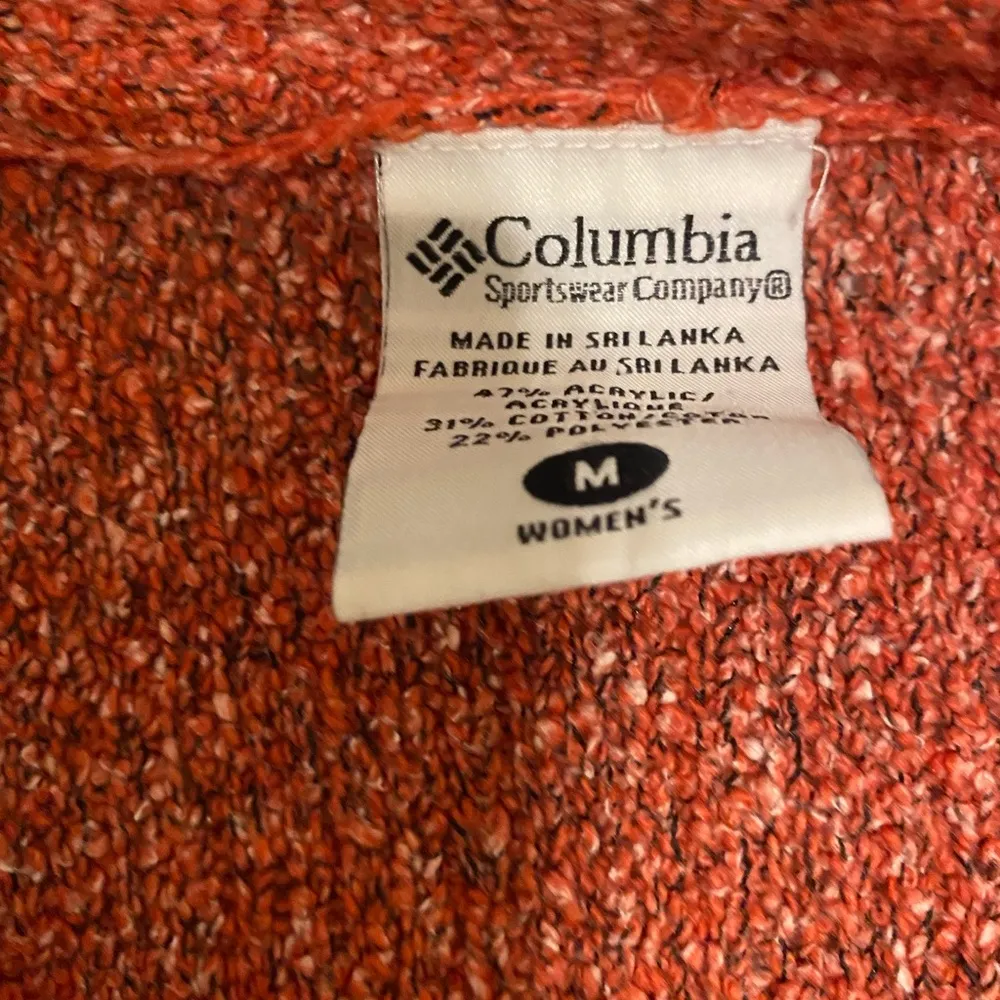 Columbia
Sportswear Company®
MADE IN SRI LANKA
FABRIQUE AU SRI LANKA
47% ACRYLIC/
ACRYLIQUE
31% COTTON/COTON
22% POLYESTER
M
WOMEN'S